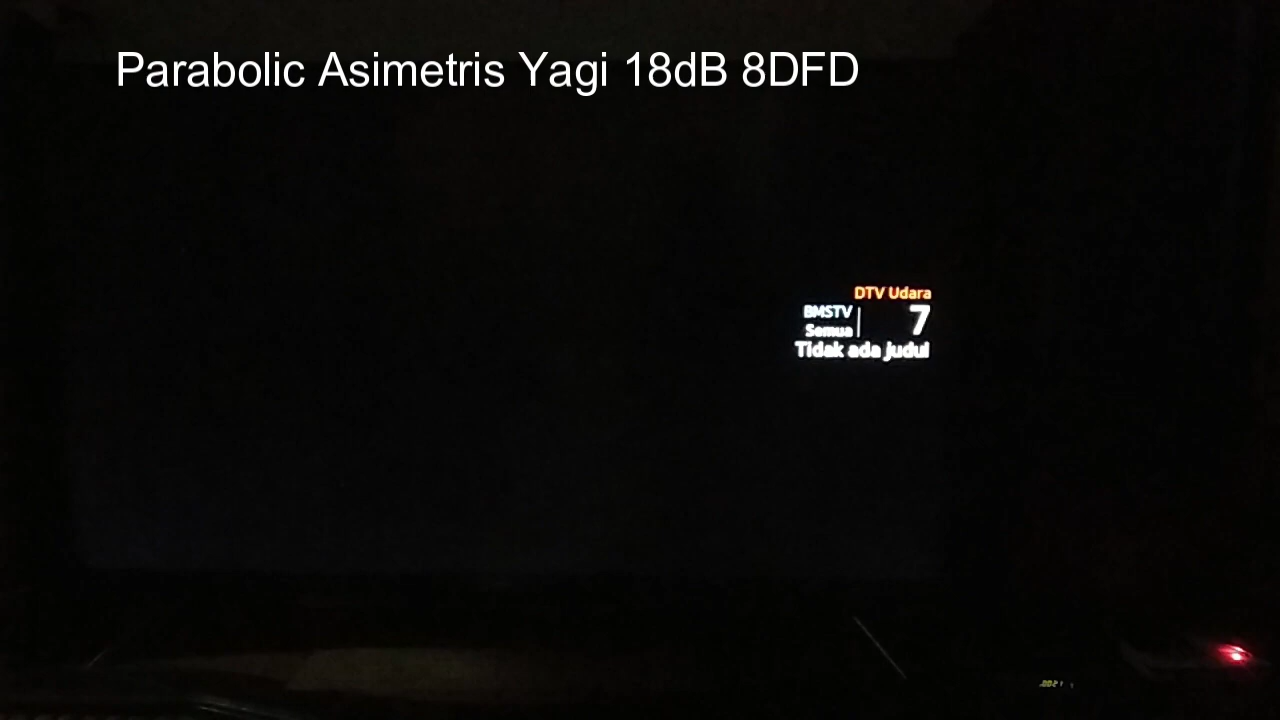 Parabolic Asimetris Yagi 18dB 8DFD
DTV Udara
BMSTV
7
Semua
Tidak ada judul